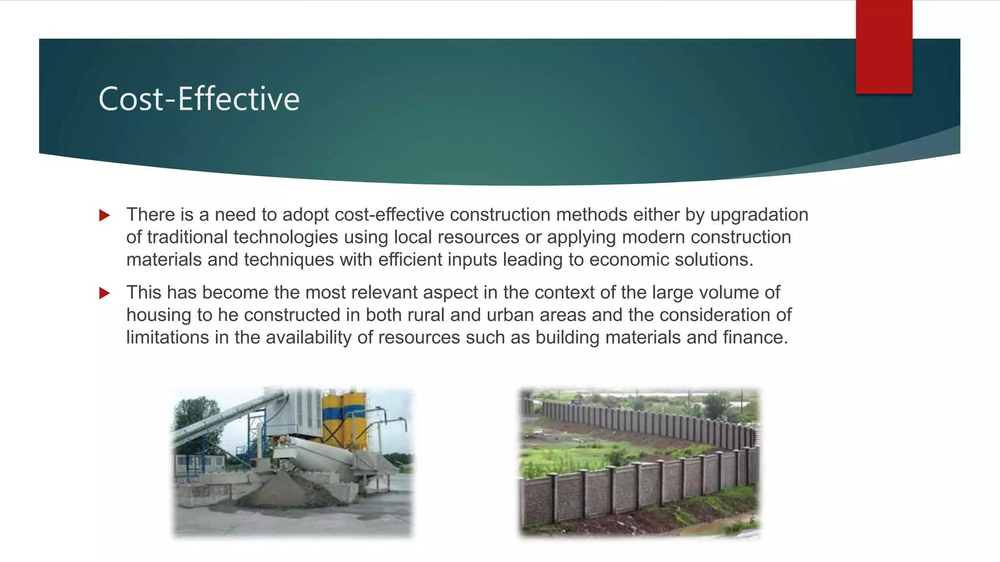 Cost-Effective
There is a need to adopt cost-effective construction methods either by upgradation
of traditional technologies using local resources or applying modern construction
materials and techniques with efficient inputs leading to economic solutions.
This has become the most relevant aspect in the context of the large volume of
housing to he constructed in both rural and urban areas and the consideration of
limitations in the availability of resources such as building materials and finance.